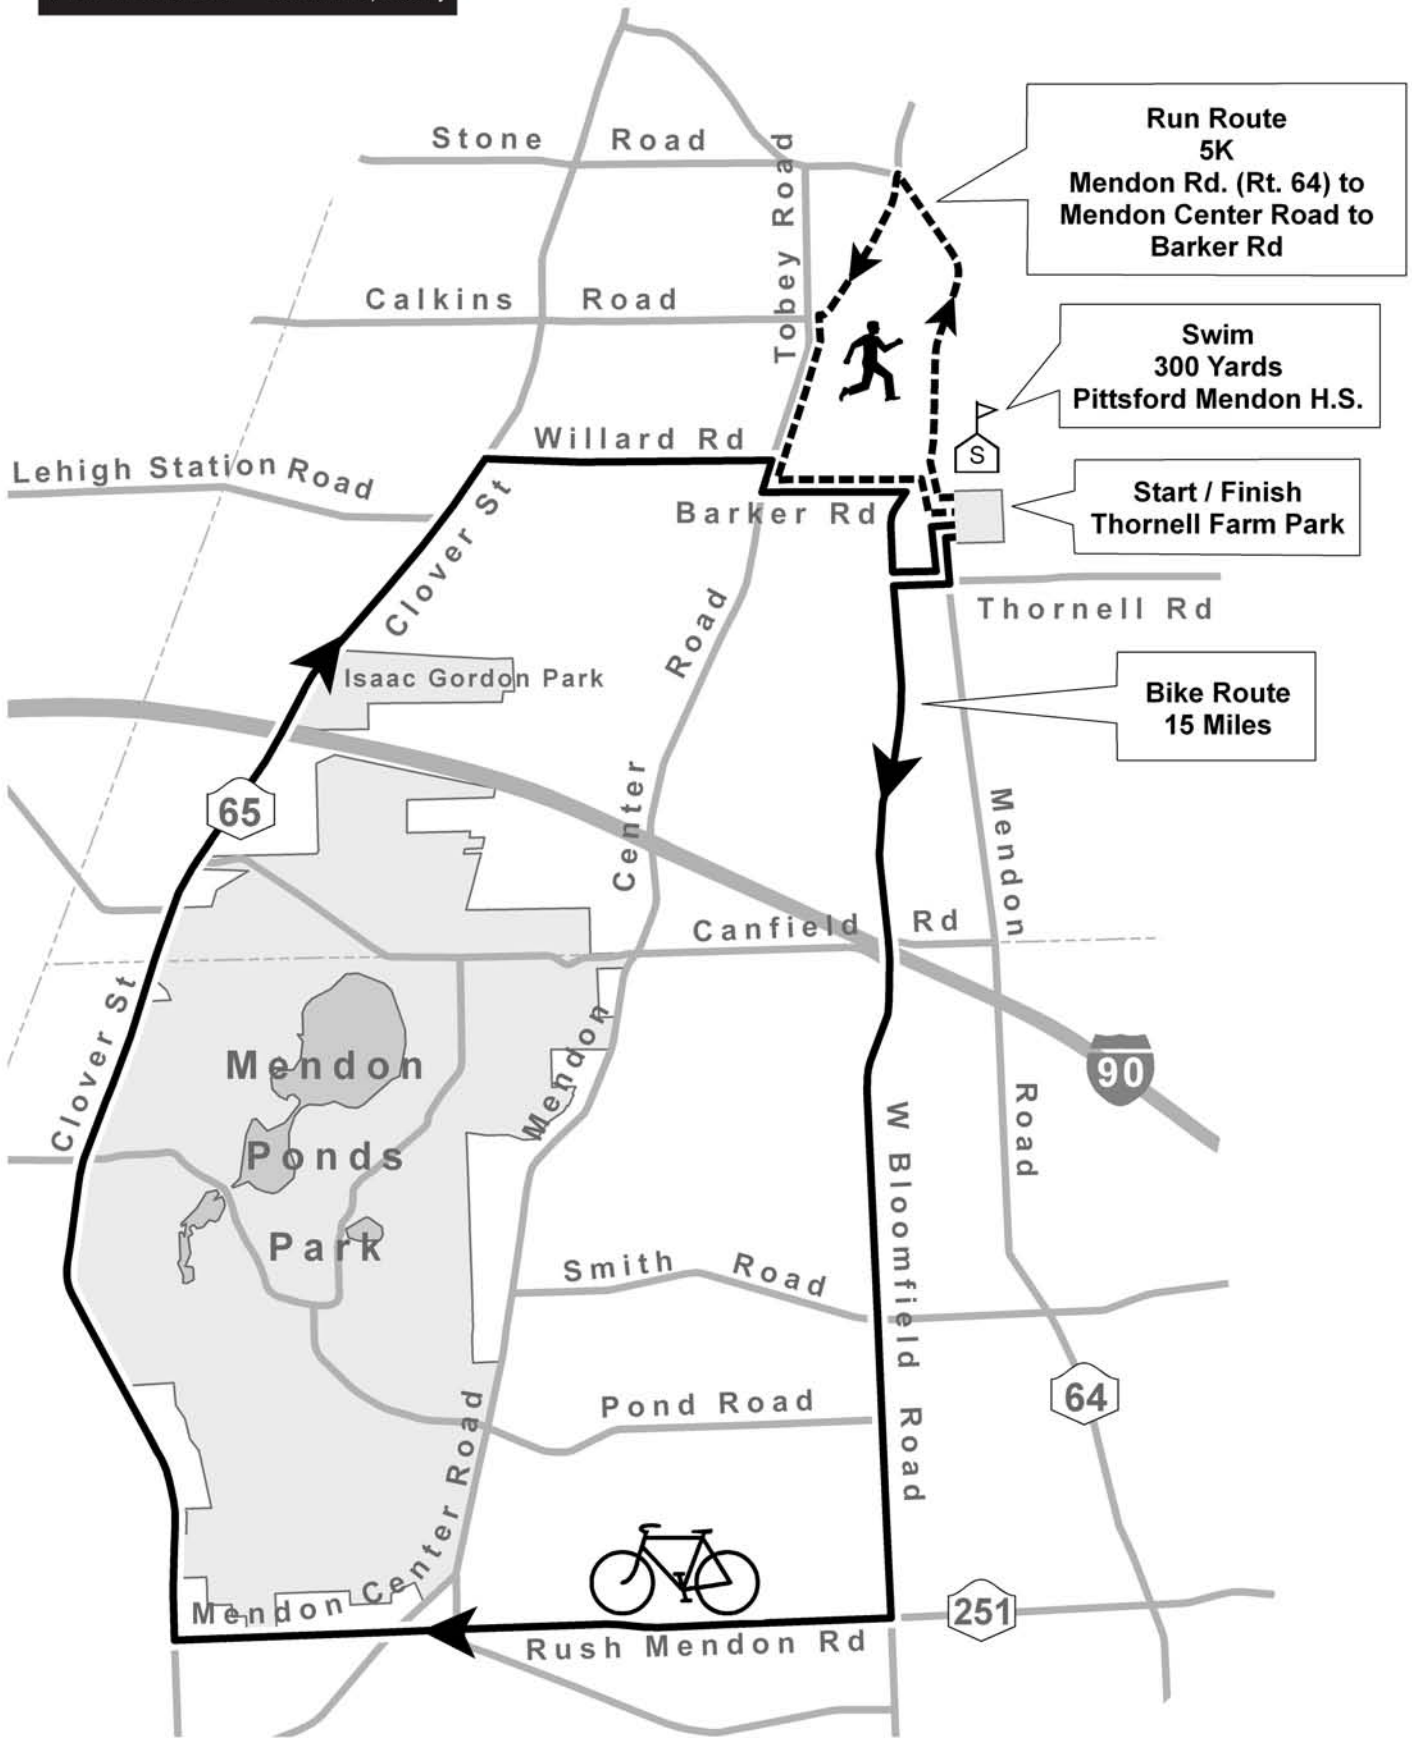 Stone Road
Run Route
5K
Mendon Rd. (Rt. 64) to
Mendon Center Road to
Barker Rd
Tobey Road
Calkins Road
Swim
300 Yards
Pittsford Mendon H.S.
S
Willard Rd
Lehigh Station Road
Start / Finish
Thornell Farm Park
Barker Rd
Clover St
Thornell Rd
Isaac Gordon Park
Bike Route
15 Miles
65
Mendon Center Road
Mendon Road
Canfield Rd
Clover St
90
Mendon
Ponds
Park
W Bloomfield Road
Smith Road
64
Pond Road
Mendon Center Road
251
Rush Mendon Rd